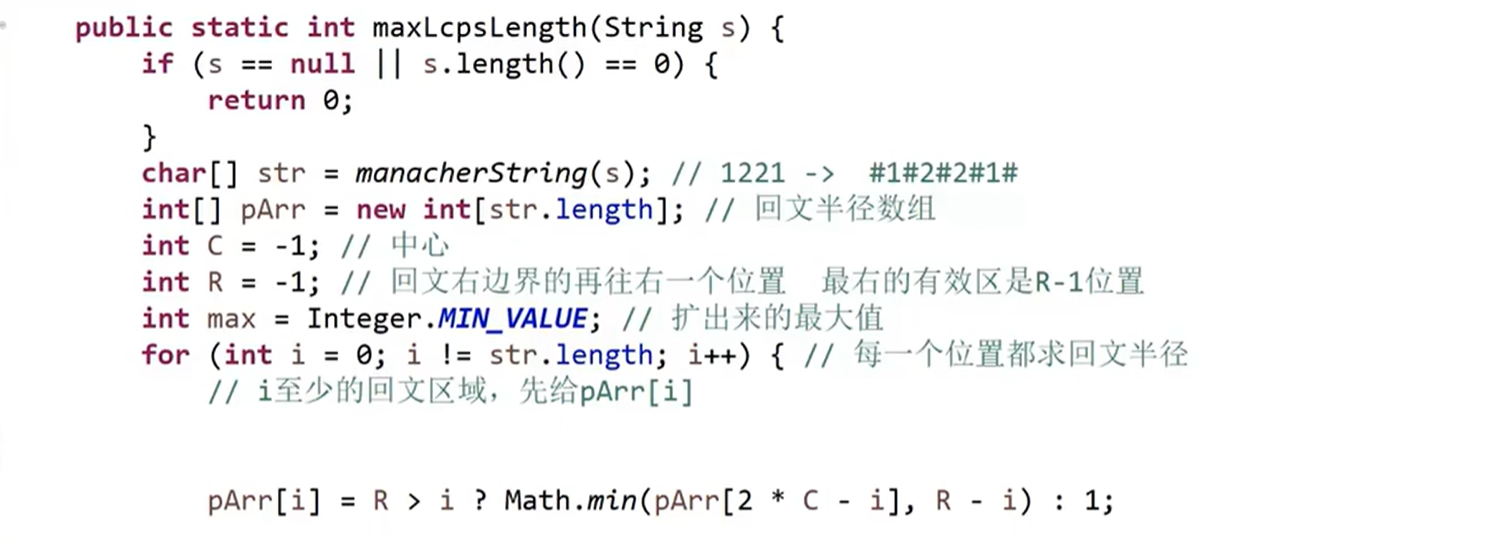 public static int maxLcpsLength(String s) {
if (s == null || s.length() == 0) {
return 0;
}
char[] str = manacherString(s); // 1221 -> #1#2#2#1#
int[] pArr = new int[str.length]; // 回文半径数组
int C = -1; // 中心
int R = -1; // 回文右边界的再往右一个位置 最右的有效区是R-1位置
int max = Integer.MIN_VALUE; // 扩出来的最大值
for (int i = 0; i != str.length; i++) { // 每一个位置都求回文半径
// i至少的回文区域，先给pArr[i]
pArr[i] = R > i ? Math.min(pArr[2 * C - i], R - i) : 1;